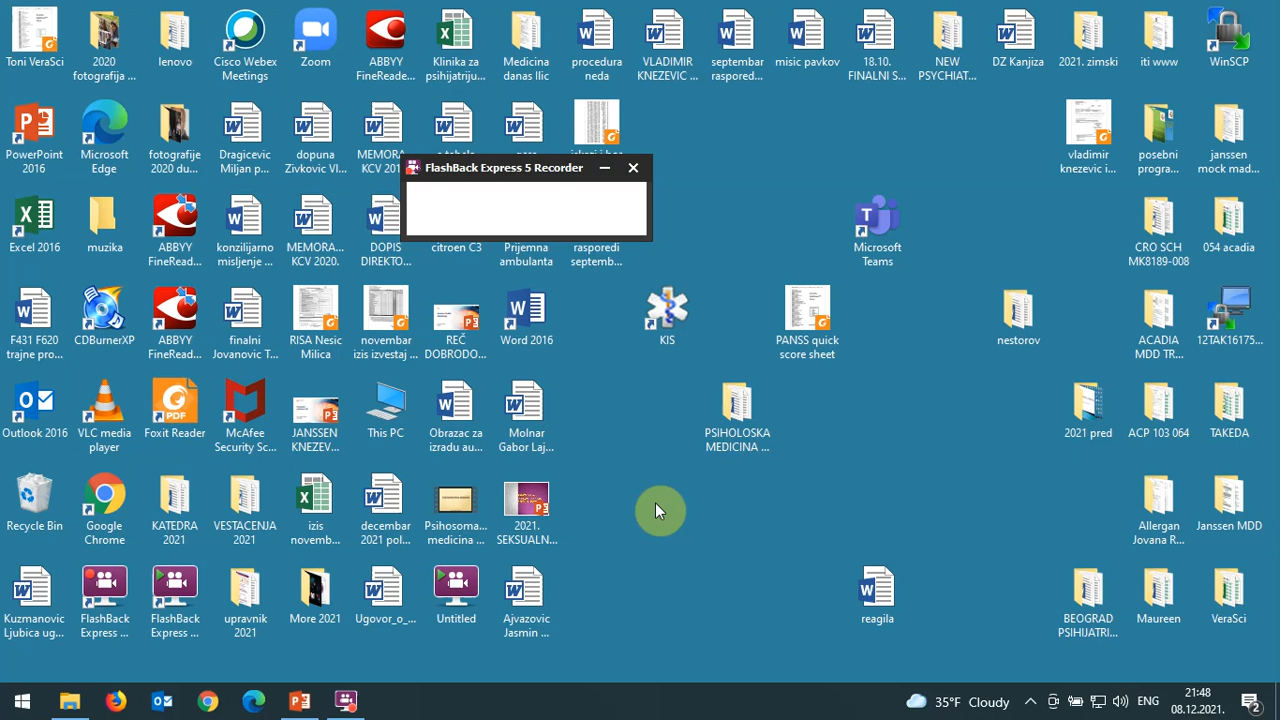 Toni VeraSci
2020
fotografija ...
lenovo
Cisco Webex
Meetings
Zoom
ABBYY
FineReade...
Klinika za
psihijatriju...
Medicina
danas Ilic
procedura
neda
VLADIMIR
KNEZEVIC ...
septembar
raspored...
misic pavkov
18.10.
FINALNI S...
NEW
PSYCHIAT...
DZ Kanjiza
2021. zimski
iti www
WinSCP
PowerPoint
2016
Microsoft
Edge
fotografije
2020 du...
Dragicevic
Miljan p...
dopuna
Zivkovic Vl...
MEMORA...
vladimir
knezevic i...
posebni
progra...
janssen
mock mad...
FlashBack Express 5 Recorder
Excel 2016
muzika
ABBYY
FineRead...
konzilijarno
misljenje ...
MEMORA...
KCV 2020.
DOPIS
DIREKTO...
citroen C3
Prijemna
ambulanta
rasporedi
septemb...
Microsoft
Teams
CRO SCH
MK8189-008
054 acadia
F431 F620
trajne pro...
CDBurnerXP
ABBYY
FineRead...
finalni
Jovanovic T...
RISA Nesic
Milica
novembar
izis izvestaj ...
REČ
DOBRODO...
Word 2016
KIS
PANSS quick
score sheet
nestorov
ACADIA
MDD TR...
12TAK16175...
Outlook 2016
VLC media
player
Foxit Reader
McAfee
Security Sc...
JANSSEN
KNEZEV...
This PC
Obrazac za
izradu au...
Molnar
Gabor Laj...
PSIHOLOSKA
MEDICINA ...
2021 pred
ACP 103 064
TAKEDA
Recycle Bin
Google
Chrome
KATEDRA
2021
VESTACENJA
2021
izis
novemb...
decembar
2021 pol...
Psihosoma...
medicina ...
2021.
SEKSUALN...
Allergan
Jovana R...
Janssen MDD
Kuzmanovic
Ljubica ug...
FlashBack
Express ...
FlashBack
Express ...
upravnik
2021
More 2021
Ugovor_o_...
Untitled
Ajvazovic
Jasmin ...
reagila
BEOGRAD
PSIHIJATRI...
Maureen
VeraSci
35°F Cloudy
ENG
21:48
08.12.2021.
2